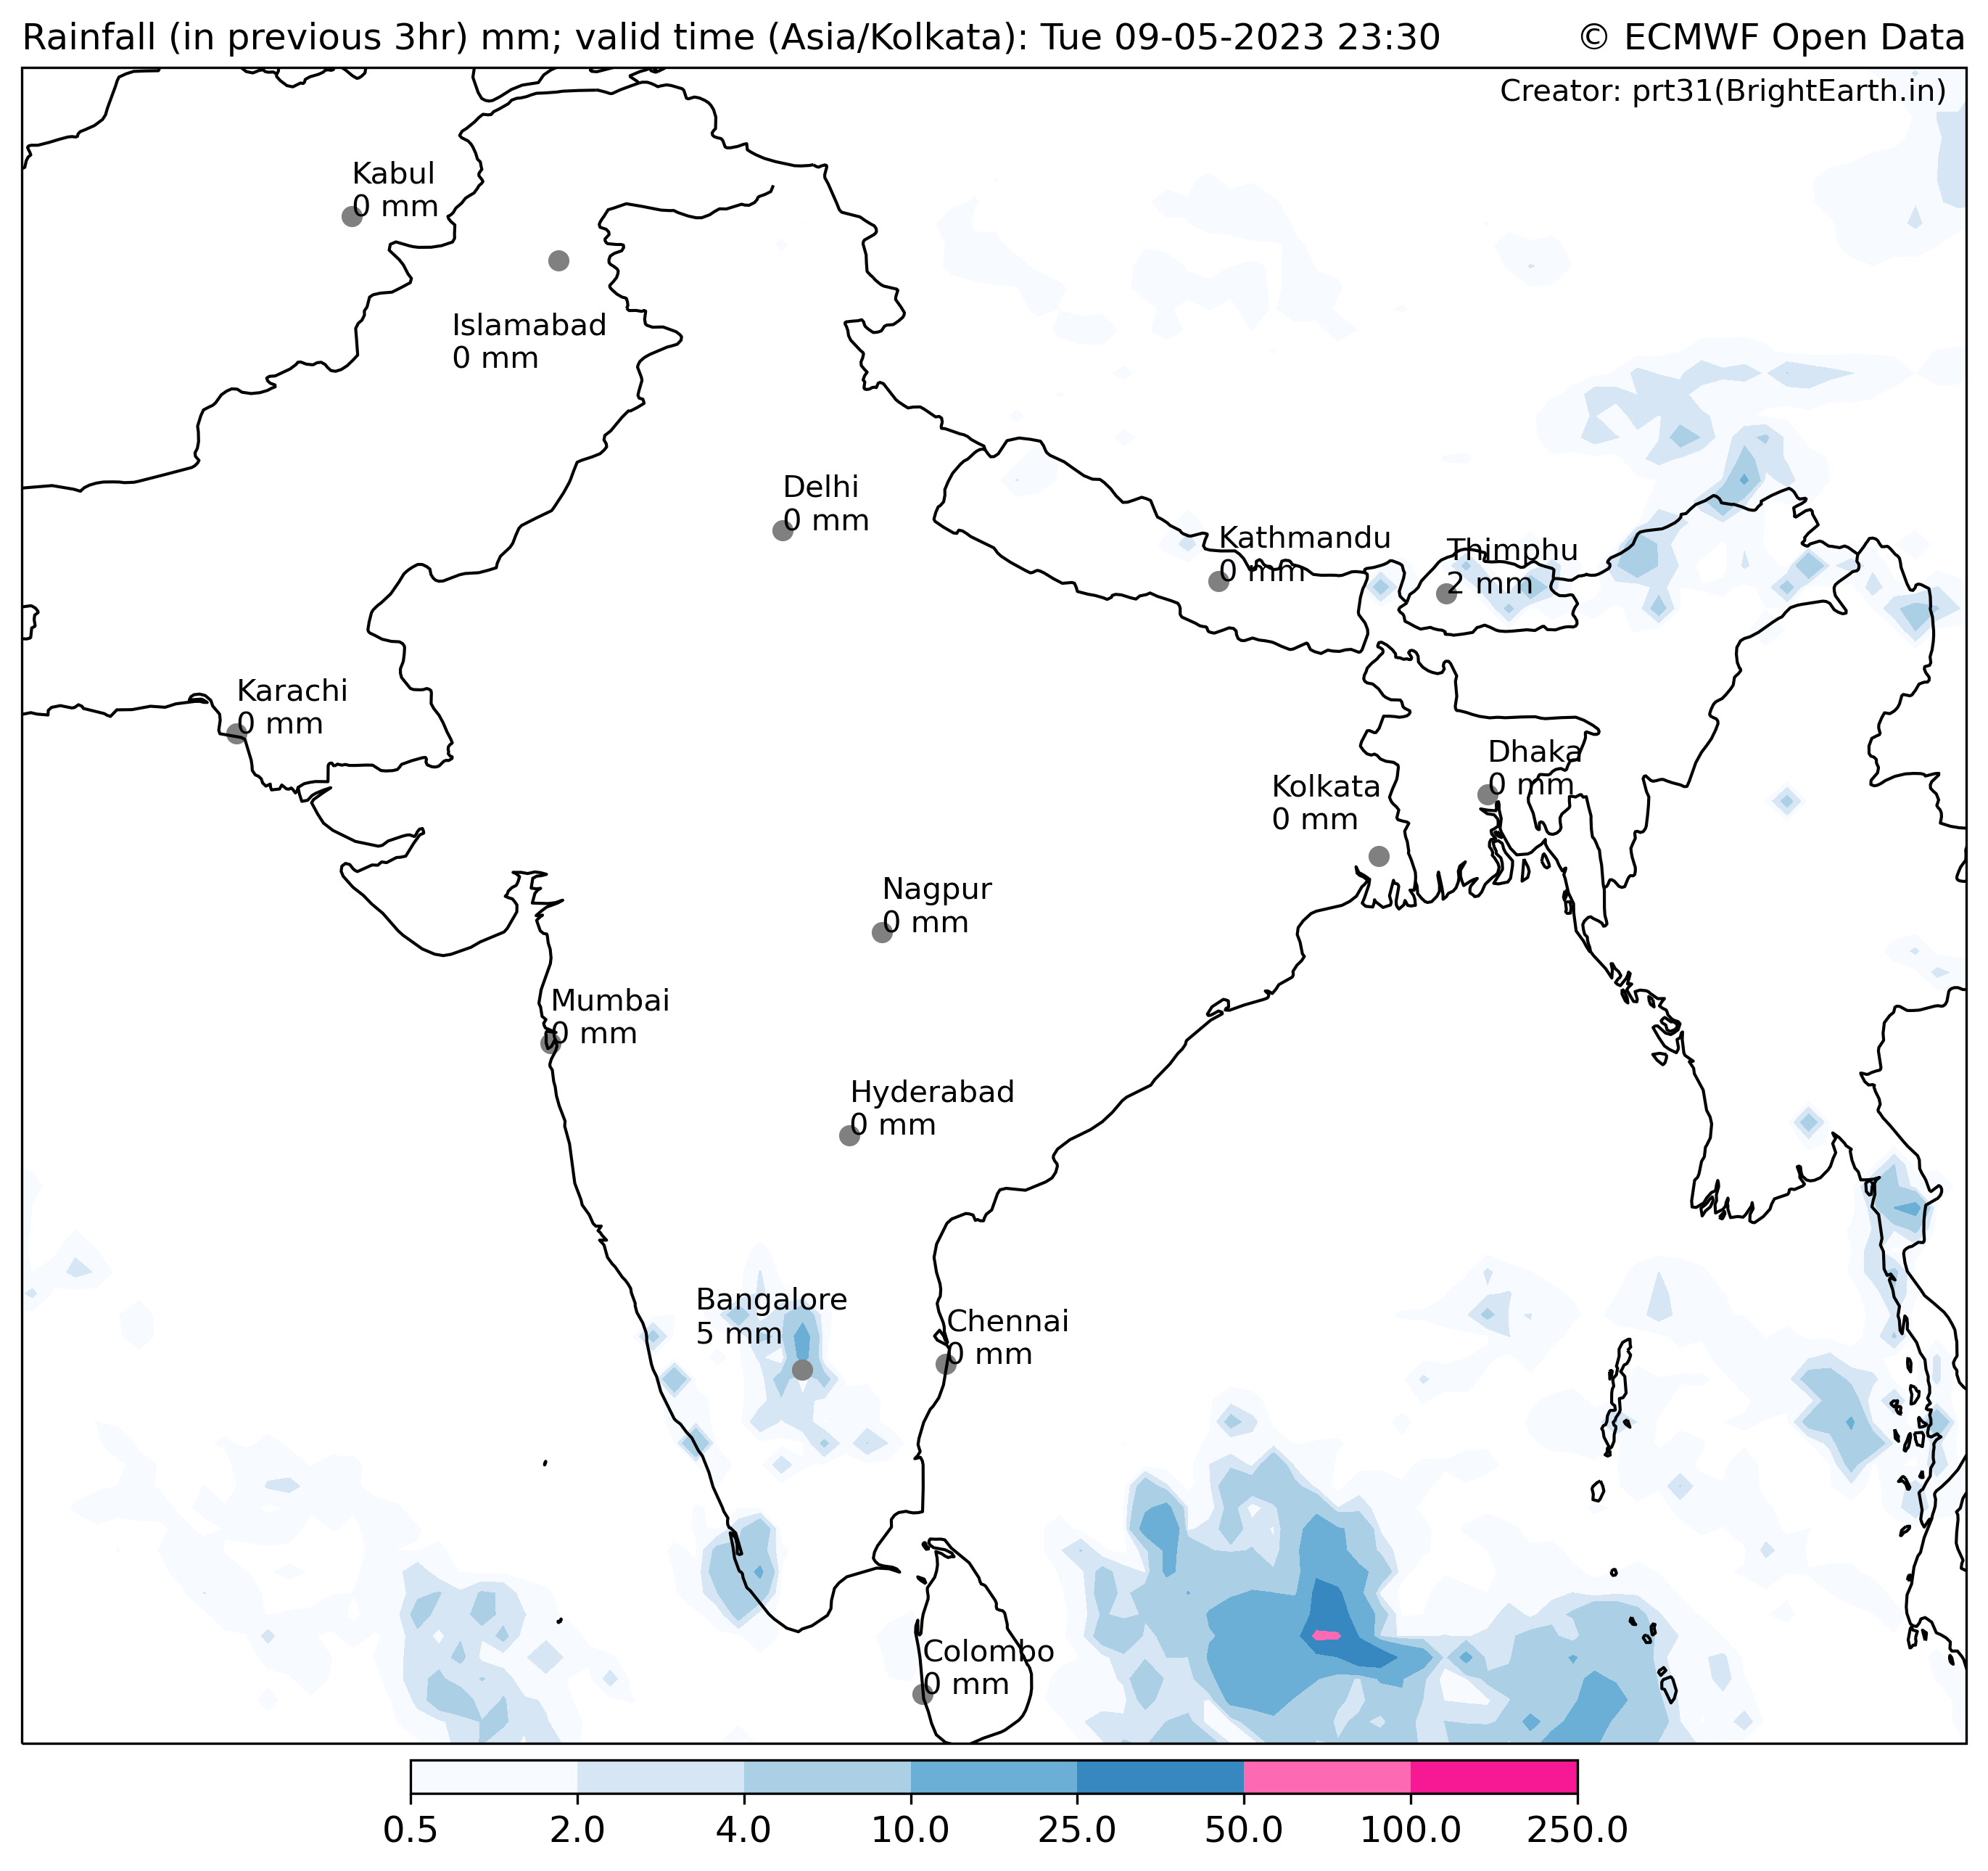 Rainfall (in previous 3hr) mm; valid time (Asia/Kolkata): Tue 09-05-2023 23:30
© ECMWF Open Data
Creator: prt31(BrightEarth.in)
Kabul
0 mm
Islamabad
0 mm
Delhi
0 mm
Kathmandu
0 mm
Thimphu
2 mm
Karachi
0 mm
Dhaka
0 mm
Kolkata
0 mm
Nagpur
0 mm
Mumbai
0 mm
Hyderabad
0 mm
Bangalore
5 mm
Chennai
0 mm
Colombo
0 mm
0.5 2.0 4.0 10.0 25.0 50.0 100.0 250.0